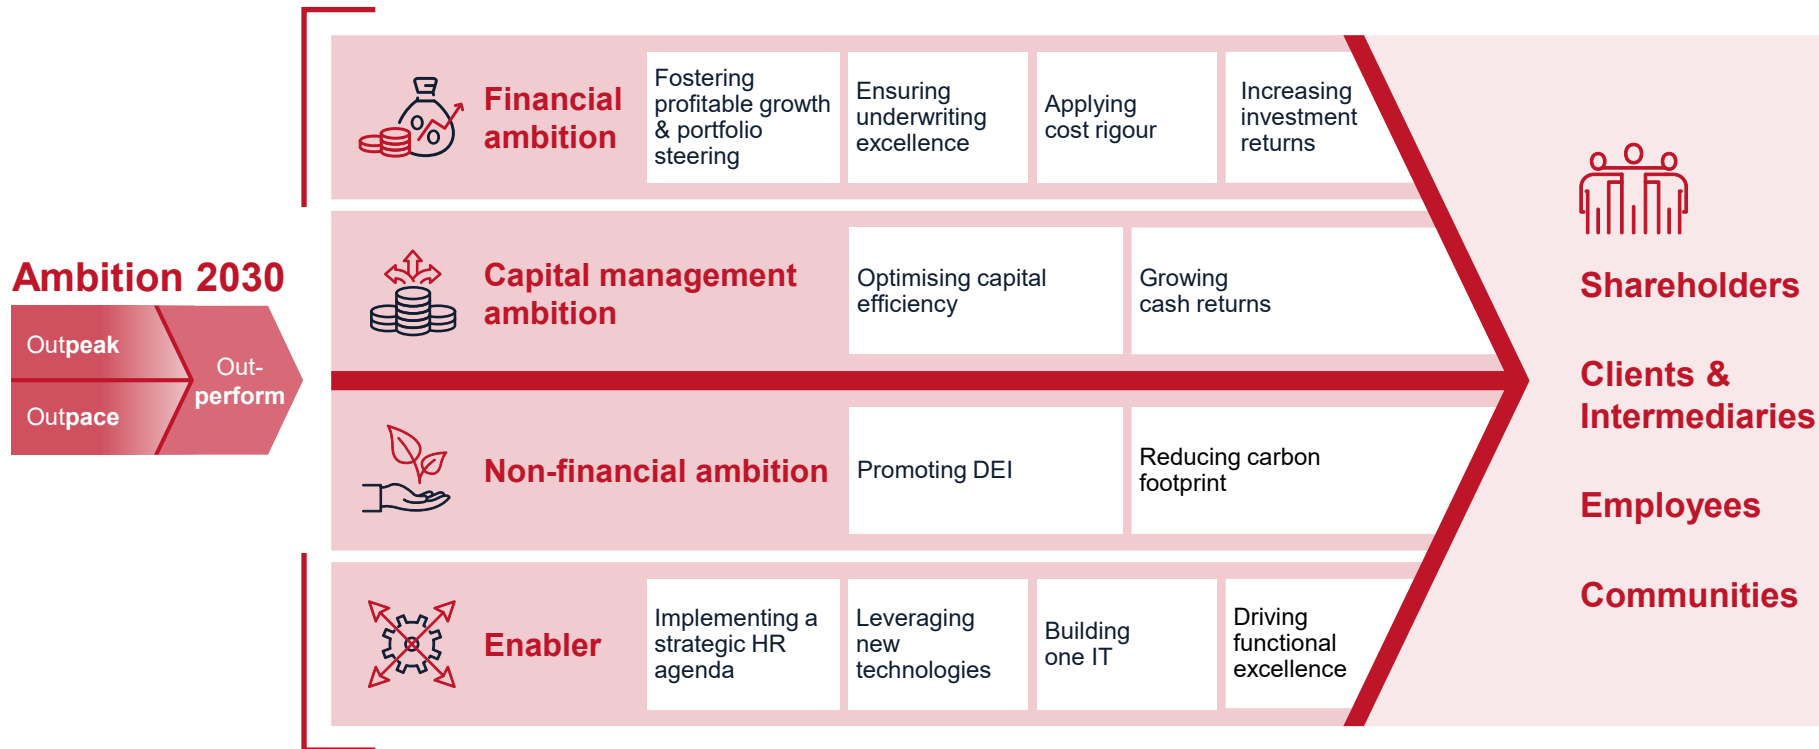 Ambition 2030
Outpeak
Outpace
Out-
perform
Financial
ambition
Fostering
profitable growth
& portfolio
steering
Ensuring
underwriting
excellence
Applying
cost rigour
Increasing
investment
returns
Capital management
ambition
Optimising capital
efficiency
Growing
cash returns
Non-financial ambition
Promoting DEI
Reducing carbon
footprint
Enabler
Implementing a
strategic HR
agenda
Leveraging
new
technologies
Building
one IT
Driving
functional
excellence
Shareholders
Clients &
Intermediaries
Employees
Communities